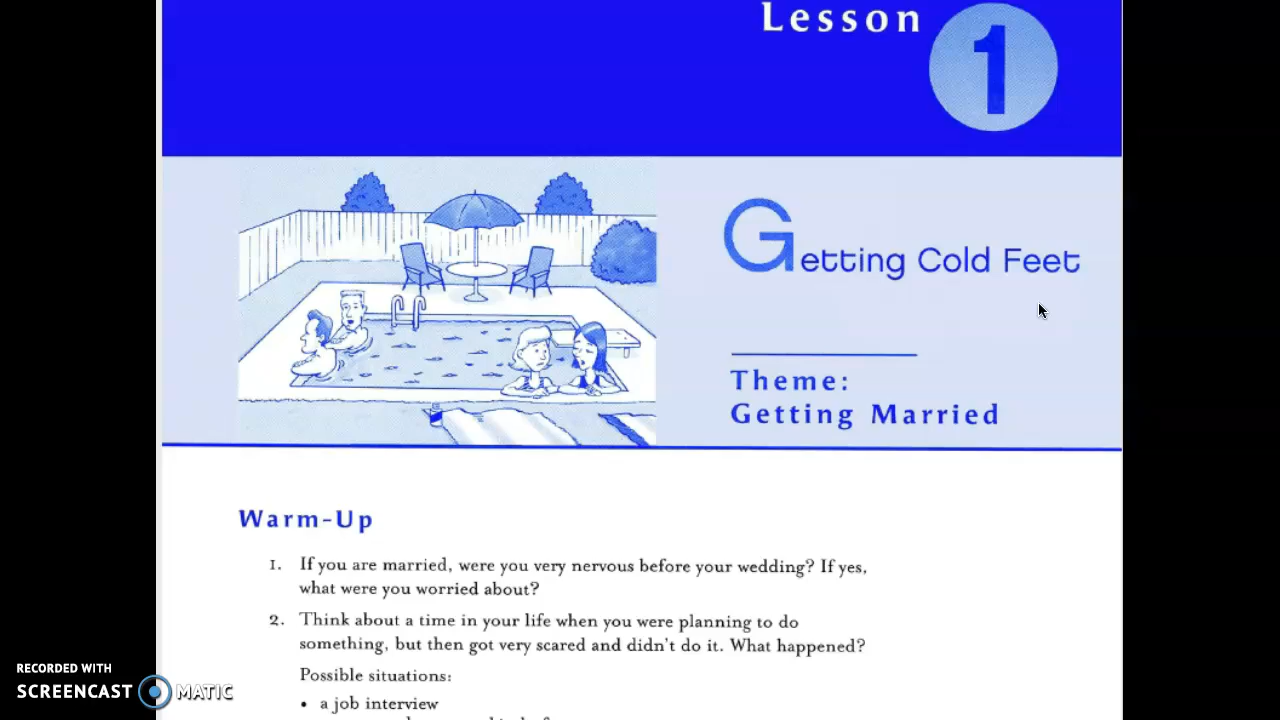 Lesson
1
Getting Cold Feet
Theme:
Getting Married
Warm-Up
1. If you are married, were you very nervous before your wedding? If yes,
what were you worried about?
2. Think about a time in your life when you were planning to do
something, but then got very scared and didn't do it. What happened?
Possible situations:
• a job interview
RECORDED WITH
SCREENCAST MATIC